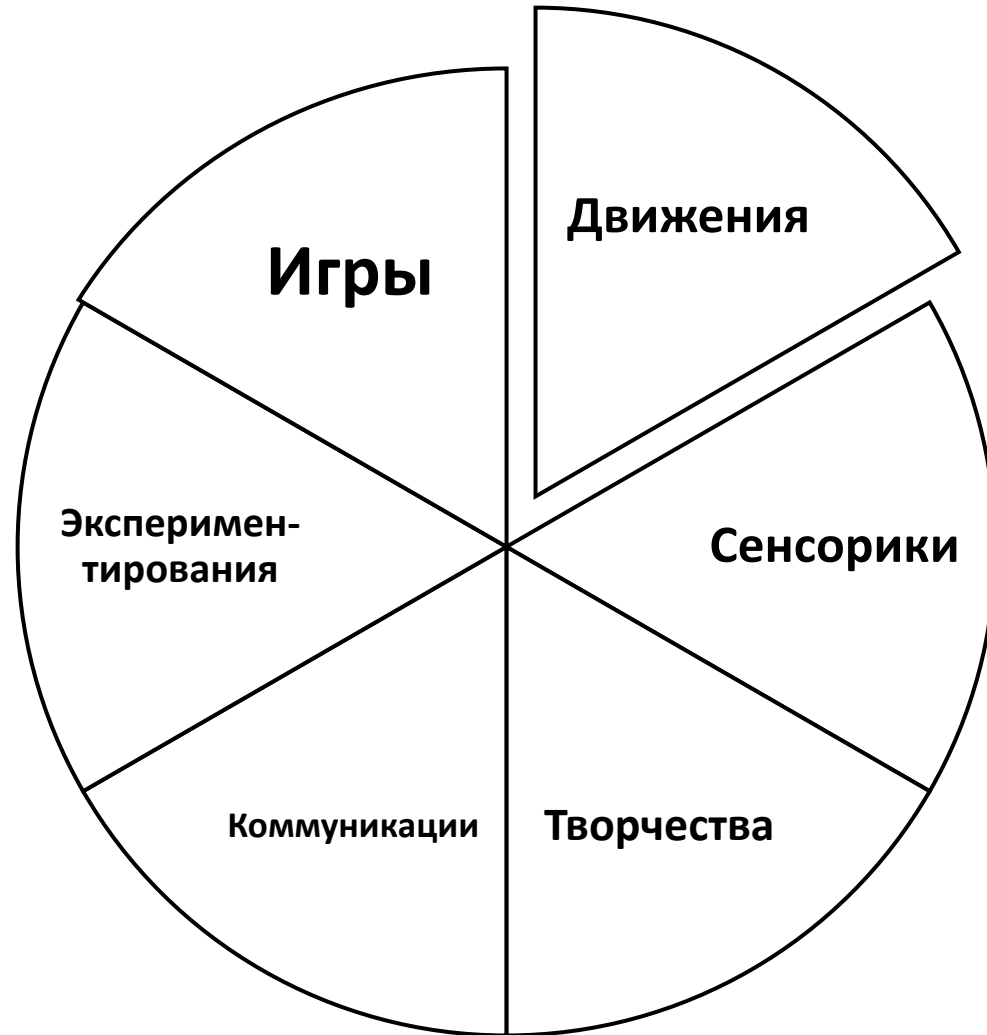 Движения
Игры
Эксперимен-
тирования
Сенсорики
Коммуникации
Творчества